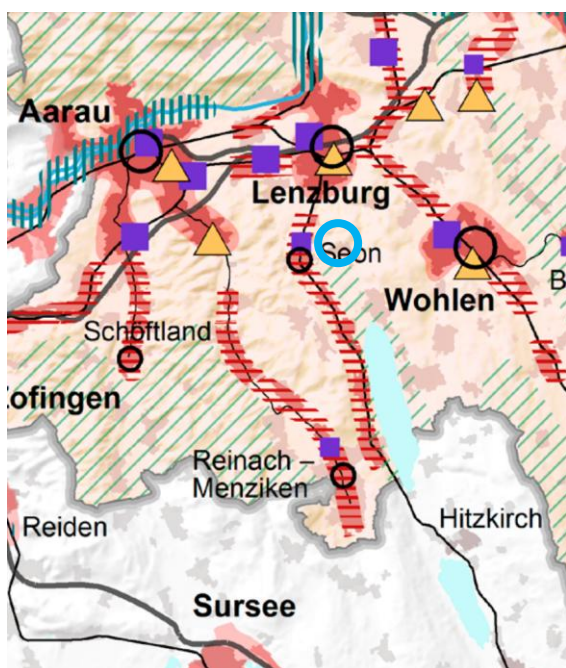 Aarau
Lenzburg
Seon
Wohlen
B
Schöftland
ofingen
Reinach –
Menziken
Reiden
Hitzkirch
Sursee